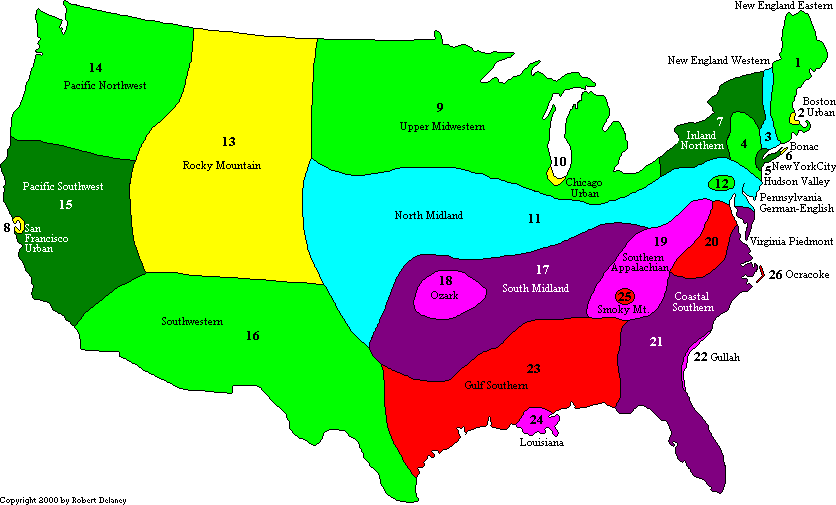 New England Eastern
14
Pacific Northwest
New England Western
1
9
Upper Midwestern
Boston
2 Urban
7
Inland
Northern
3
4
13
Rocky Mountain
10
Chicago
Urban
Bonac
6
5
New York City
Hudson Valley
12
Pacific Southwest
15
Pennsylvania
German-English
North Midland
11
8
San
Francisco
Urban
19
Southern
Appalachian
20
Virginia Piedmont
17
South Midland
18
Ozark
26 Ocracoke
25
Smoky Mt.
Coastal
Southern
Southwestern
16
21
22 Gullah
23
Gulf Southern
24
Louisiana
Copyright 2000 by Robert Delaney